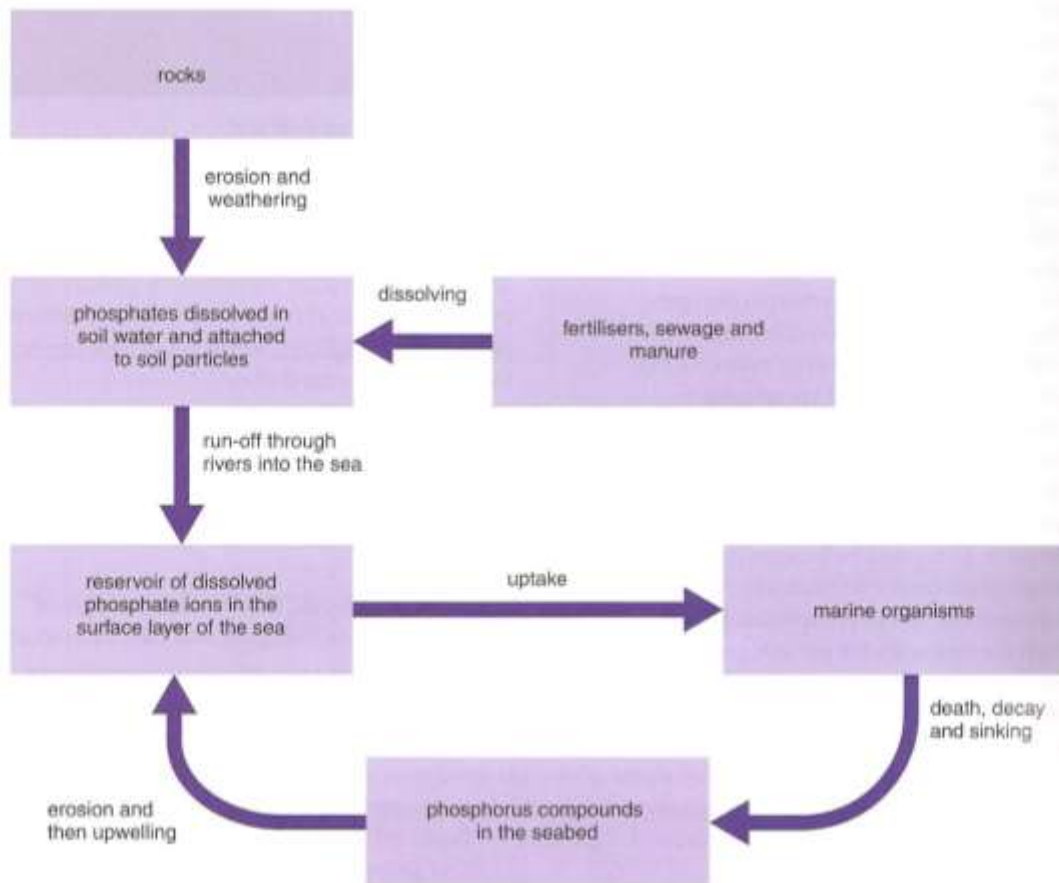 rocks
erosion and
weathering
phosphates dissolved in
soil water and attached
to soil particles
dissolving
fertilisers, sewage and
manure
run-off through
rivers into the sea
reservoir of dissolved
phosphate ions in the
surface layer of the sea
uptake
marine organisms
death, decay
and sinking
phosphorus compounds
in the seabed
erosion and
then upwelling